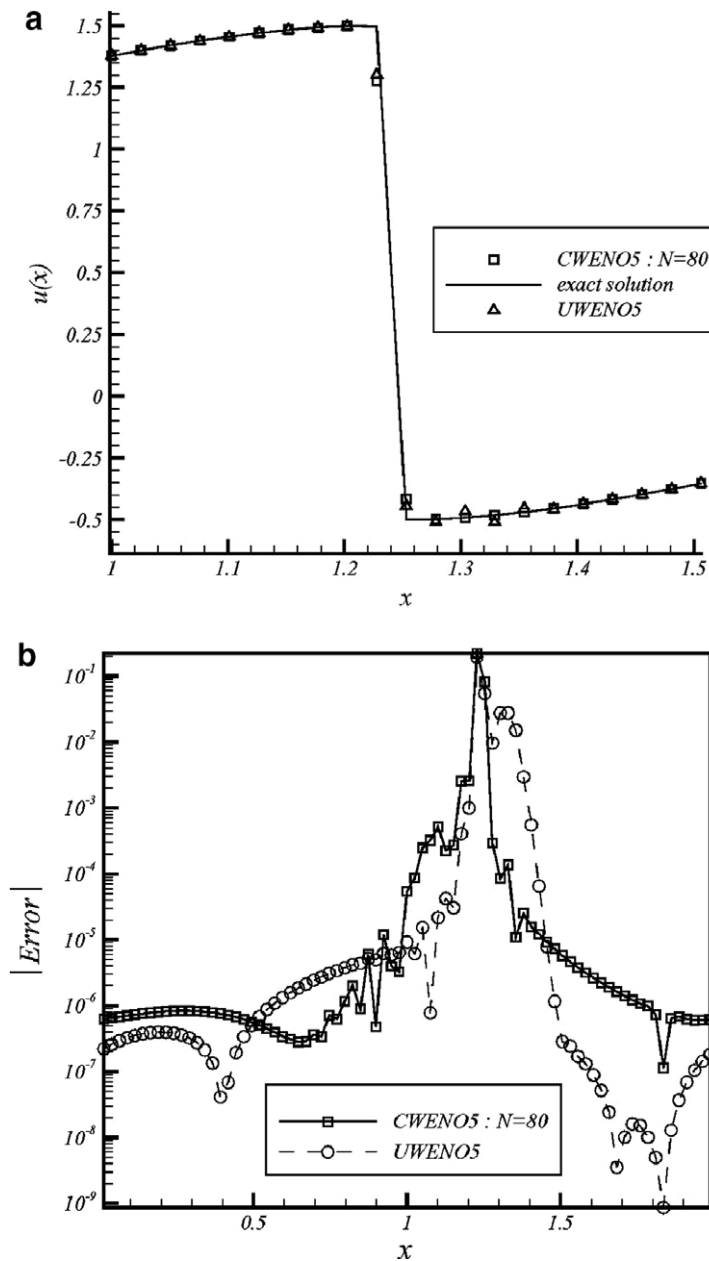 a
1.5
1.25
1
0.75
0.5
0.25
0
-0.25
-0.5
u(x)
CWENO5 : N=80
exact solution
UWENO5
1
1.1
1.2
1.3
1.4
1.5
x
b
10^-1
10^-2
10^-3
10^-4
10^-5
10^-6
10^-7
10^-8
10^-9
|Error|
CWENO5 : N=80
UWENO5
0.5
1
1.5
x